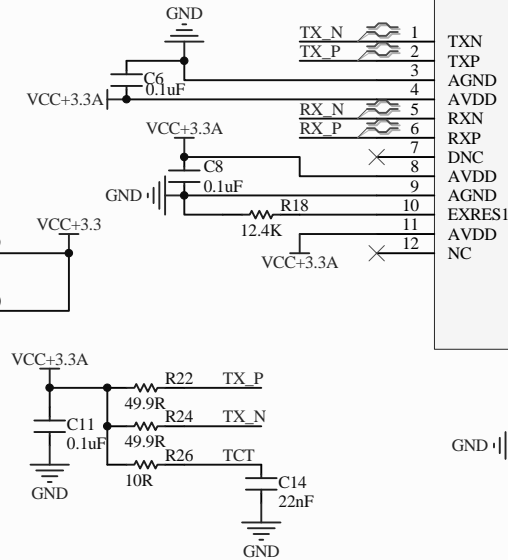 GND
C6
0.1uF
VCC+3.3A
VCC+3.3A
C8
0.1uF
GND
R18
12.4K
VCC+3.3A
TX_N 1 TXN
TX_P 2 TXP
3 AGND
4 AVDD
RX_N 5 RXN
RX_P 6 RXP
7 DNC
8 AVDD
9 AGND
10 EXRES1
11 AVDD
12 NC
VCC+3.3
VCC+3.3A
R22 TX_P
49.9R
C11
0.1uF
R24 TX_N
49.9R
R26 TCT
10R
C14
22nF
GND
GND
GND